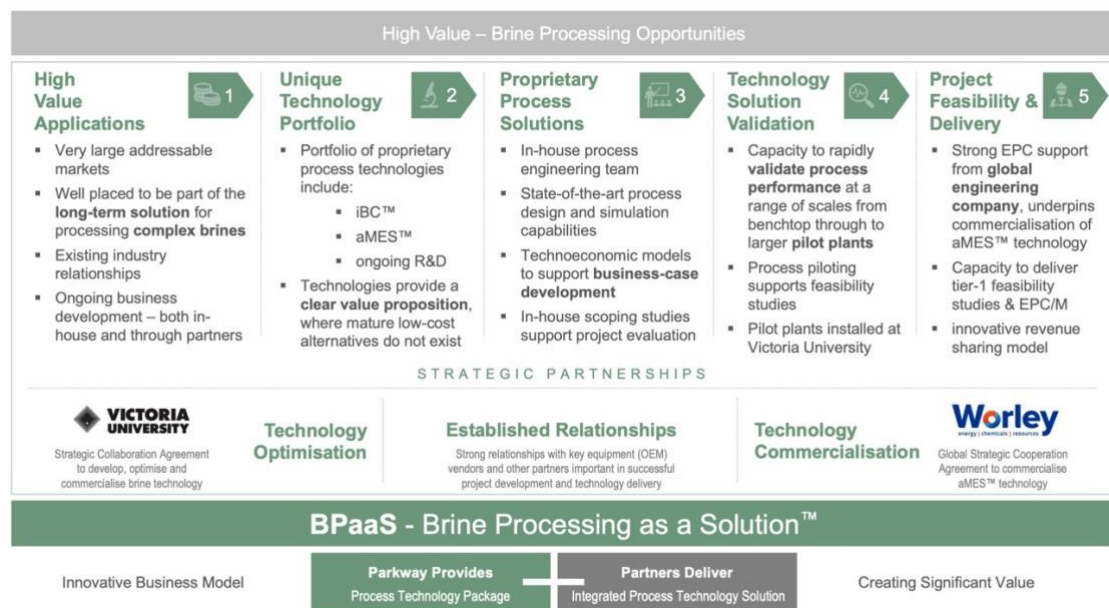 High Value – Brine Processing Opportunities
High
Value
Applications
1
▪ Very large addressable
markets
▪ Well placed to be part of the
long-term solution for
processing complex brines
▪ Existing industry
relationships
▪ Ongoing business
development – both in-
house and through partners
Unique
Technology
Portfolio
2
▪ Portfolio of proprietary
process technologies
include:
▪ iBC™
▪ aMES™
▪ ongoing R&D
▪ Technologies provide a
clear value proposition,
where mature low-cost
alternatives do not exist
Proprietary
Process
Solutions
3
▪ In-house process
engineering team
▪ State-of-the-art process
design and simulation
capabilities
▪ Technoeconomic models
to support business-case
development
▪ In-house scoping studies
support project evaluation
Technology
Solution
Validation
4
▪ Capacity to rapidly
validate process
performance at a
range of scales from
benchtop through to
larger pilot plants
▪ Process piloting
supports feasibility
studies
▪ Pilot plants installed at
Victoria University
Project
Feasibility &
Delivery
5
▪ Strong EPC support
from global
engineering
company, underpins
commercialisation of
aMES™ technology
▪ Capacity to deliver
tier-1 feasibility
studies & EPC/M
▪ innovative revenue
sharing model
STRATEGIC PARTNERSHIPS
VICTORIA
UNIVERSITY
Strategic Collaboration Agreement
to develop, optimise and
commercialise brine technology
Technology
Optimisation
Established Relationships
Strong relationships with key equipment (OEM)
vendors and other partners important in successful
project development and technology delivery
Technology
Commercialisation
Worley
energy | chemicals | resources
Global Strategic Cooperation
Agreement to commercialise
aMES™ technology
BPaaS - Brine Processing as a Solution™
Innovative Business Model
Parkway Provides
Process Technology Package
Partners Deliver
Integrated Process Technology Solution
Creating Significant Value